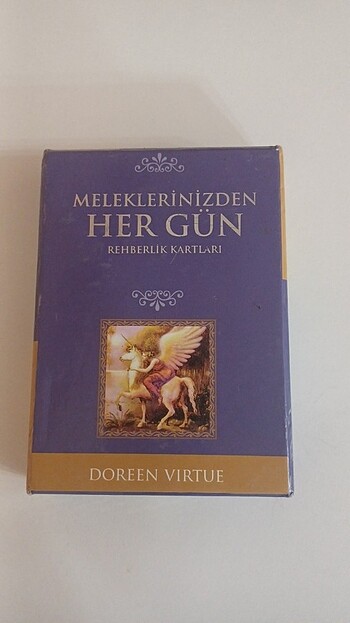 MELEKLERİNİZDEN
HER GÜN
REHBERLİK KARTLARI
DOREEN VIRTUE